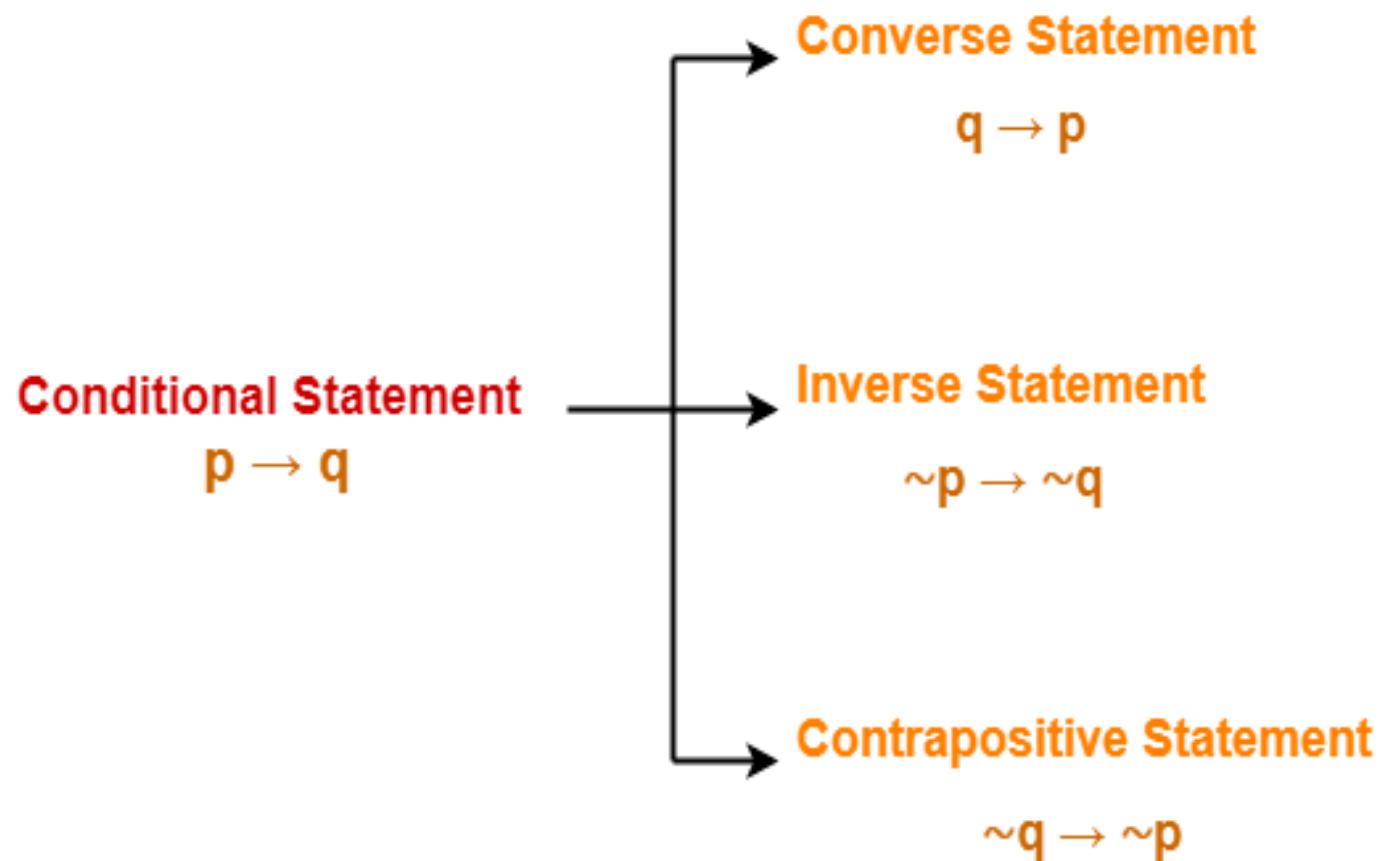 Converse Statement
q → p
Conditional Statement
p → q
Inverse Statement
~p → ~q
Contrapositive Statement
~q → ~p